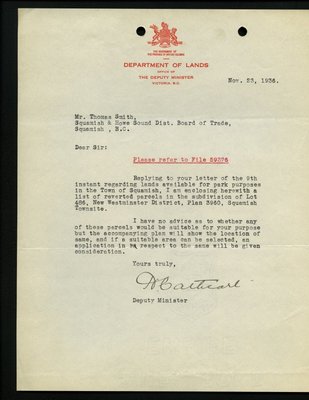 THE GOVERNMENT OF
THE PROVINCE OF BRITISH COLUMBIA
DEPARTMENT OF LANDS
OFFICE OF
THE DEPUTY MINISTER
VICTORIA, B.C.
Nov. 23, 1936.
Mr. Thomas Smith,
Squamish & Howe Sound Dist. Board of Trade,
Squamish , B.C.
Dear Sir:
Please refer to File 59276
Replying to your letter of the 9th
instant regarding lands available for park purposes
in the Town of Squamish, I am enclosing herewith a
list of reverted parcels in the subdivision of Lot
486, New Westminster District, Plan 3960, Squamish
Townsite.
I have no advice as to whether any
of these parcels would be suitable for your purpose
but the accompanying plan will show the location of
same, and if a suitable area can be selected, an
application in respect to the same will be given
consideration.
Yours truly,
Cathcart
Deputy Minister